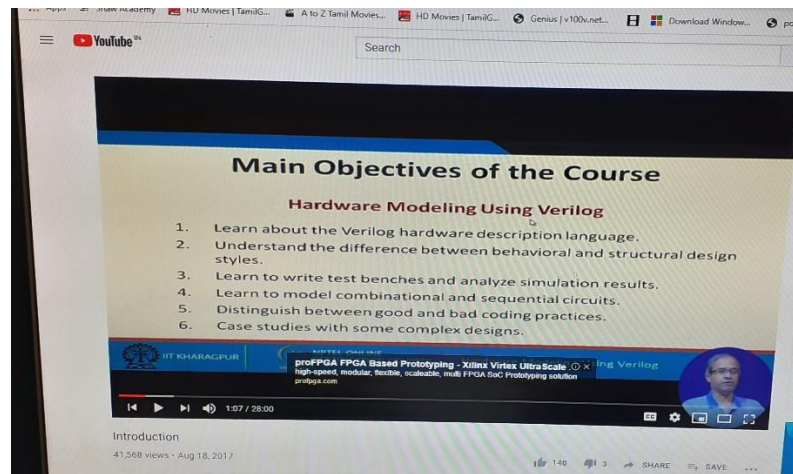 Apps
Shaw Academy
HD Movies | TamilG...
A to Z Tamil Movies...
HD Movies | TamilG...
Genius | v100v.net...
Download Window...
YouTube IN
Search
Main Objectives of the Course
Hardware Modeling Using Verilog
1. Learn about the Verilog hardware description language.
2. Understand the difference between behavioral and structural design
styles.
3. Learn to write test benches and analyze simulation results.
4. Learn to model combinational and sequential circuits.
5. Distinguish between good and bad coding practices.
6. Case studies with some complex designs.
IIT KHARAGPUR
ing Verilog
proFPGA FPGA Based Prototyping - Xilinx Virtex UltraScale
high-speed, modular, flexible, scaleable, multi FPGA SoC Prototyping solution
profpga.com
1:07 / 28:00
CC
Introduction
41,568 views • Aug 18, 2017
140 3 SHARE SAVE ...